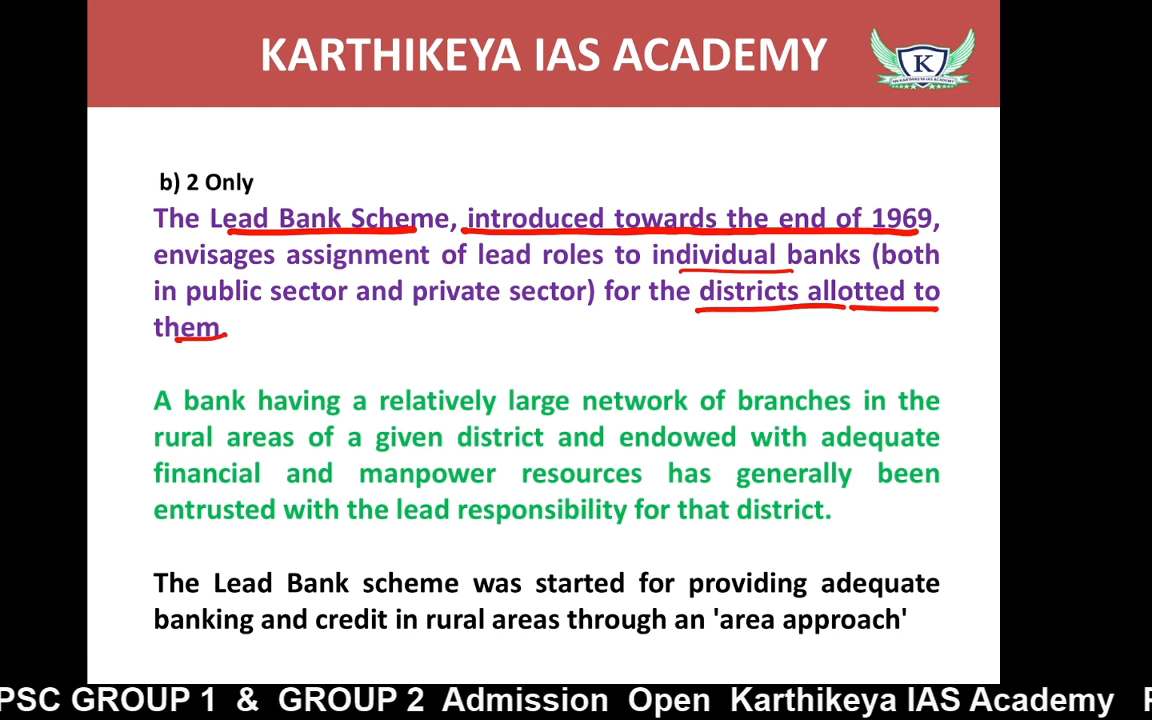 KARTHIKEYA IAS ACADEMY
K
b) 2 Only
The Lead Bank Scheme, introduced towards the end of 1969,
envisages assignment of lead roles to individual banks (both
in public sector and private sector) for the districts allotted to
them.
A bank having a relatively large network of branches in the
rural areas of a given district and endowed with adequate
financial and manpower resources has generally been
entrusted with the lead responsibility for that district.
The Lead Bank scheme was started for providing adequate
banking and credit in rural areas through an 'area approach'
PSC GROUP 1 & GROUP 2 Admission Open Karthikeya IAS Academy